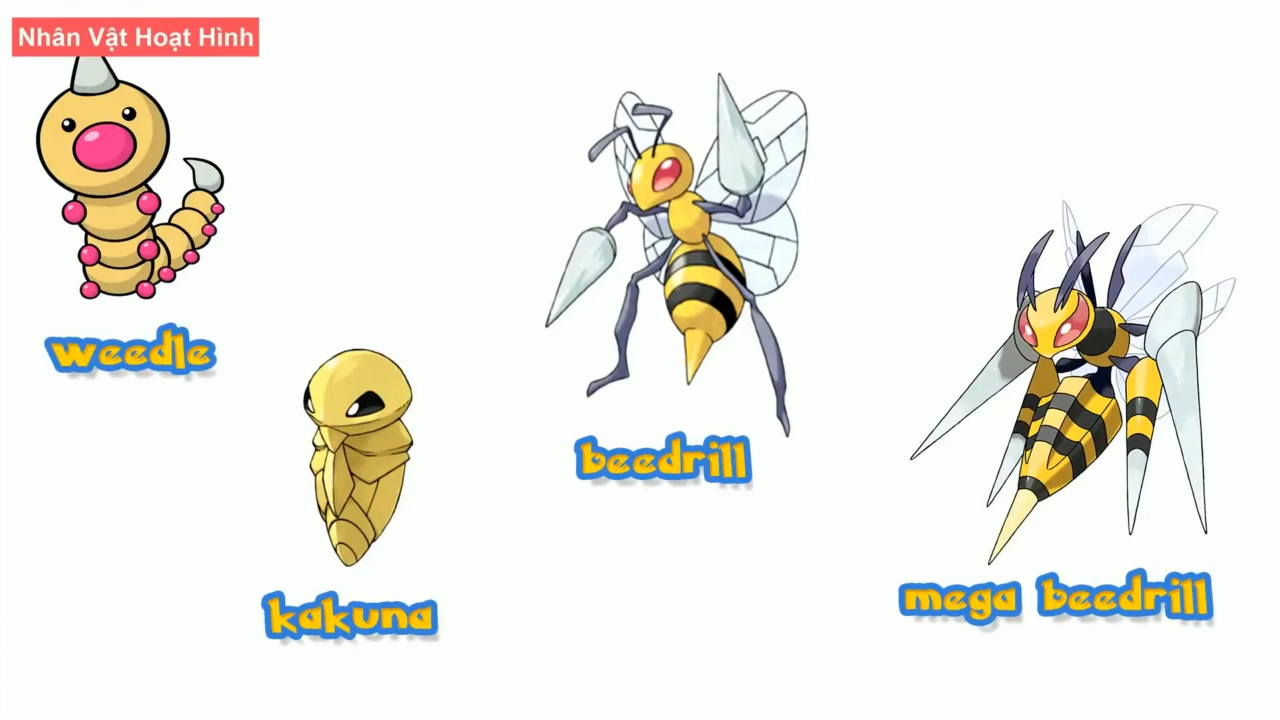 Nhân Vật Hoạt Hình
weedle
kakuna
beedrill
mega beedrill